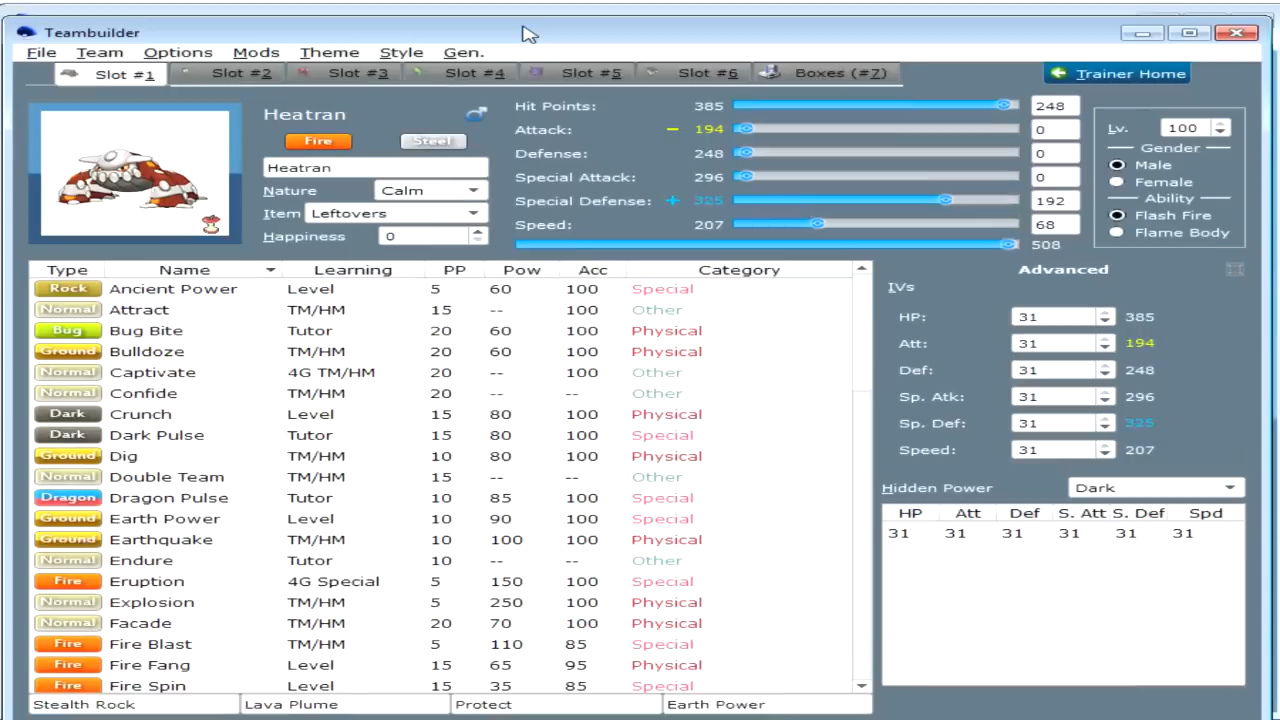 Teambuilder
File Team Options Mods Theme Style Gen.
Slot #1 Slot #2 Slot #3 Slot #4 Slot #5 Slot #6 Boxes (#7) Trainer Home
Heatran
Fire Steel
Heatran
Nature Calm
Item Leftovers
Happiness 0
Hit Points: 385 248
Attack: − 194 0
Defense: 248 0
Special Attack: 296 0
Special Defense: + 325 192
Speed: 207 68
508
Lv. 100
Gender
Male
Female
Ability
Flash Fire
Flame Body
Type Name Learning PP Pow Acc Category
Rock Ancient Power Level 5 60 100 Special
Normal Attract TM/HM 15 -- 100 Other
Bug Bug Bite Tutor 20 60 100 Physical
Ground Bulldoze TM/HM 20 60 100 Physical
Normal Captivate 4G TM/HM 20 -- 100 Other
Normal Confide TM/HM 20 -- -- Other
Dark Crunch Level 15 80 100 Physical
Dark Dark Pulse Tutor 15 80 100 Special
Ground Dig TM/HM 10 80 100 Physical
Normal Double Team TM/HM 15 -- -- Other
Dragon Dragon Pulse Tutor 10 85 100 Special
Ground Earth Power Level 10 90 100 Special
Ground Earthquake TM/HM 10 100 100 Physical
Normal Endure Tutor 10 -- -- Other
Fire Eruption 4G Special 5 150 100 Special
Normal Explosion TM/HM 5 250 100 Physical
Normal Facade TM/HM 20 70 100 Physical
Fire Fire Blast TM/HM 5 110 85 Special
Fire Fire Fang Level 15 65 95 Physical
Fire Fire Spin Level 15 35 85 Special
Stealth Rock Lava Plume Protect Earth Power
Advanced
IVs
HP: 31 385
Att: 31 194
Def: 31 248
Sp. Atk: 31 296
Sp. Def: 31 325
Speed: 31 207
Hidden Power Dark
HP Att Def S. Att S. Def Spd
31 31 31 31 31 31